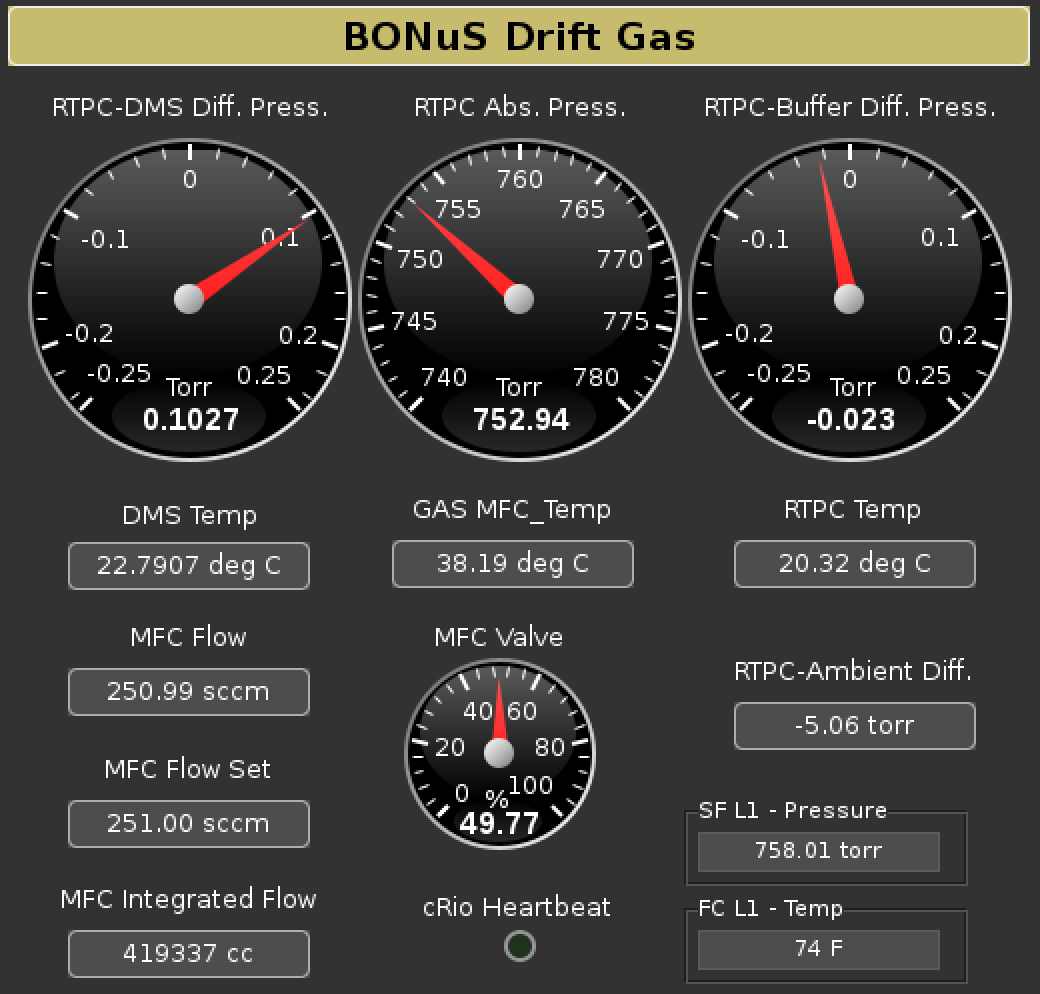 BONuS Drift Gas
RTPC-DMS Diff. Press.
0
-0.1
0.1
-0.2
0.2
-0.25
0.25
Torr
0.1027
RTPC Abs. Press.
760
755
765
750
770
745
775
740
780
Torr
752.94
RTPC-Buffer Diff. Press.
0
-0.1
0.1
-0.2
0.2
-0.25
0.25
Torr
-0.023
DMS Temp
22.7907 deg C
GAS MFC_Temp
38.19 deg C
RTPC Temp
20.32 deg C
MFC Flow
250.99 sccm
MFC Flow Set
251.00 sccm
MFC Integrated Flow
419337 cc
MFC Valve
40 60
20 80
0 100
%
49.77
cRio Heartbeat
RTPC-Ambient Diff.
-5.06 torr
SF L1 - Pressure
758.01 torr
FC L1 - Temp
74 F